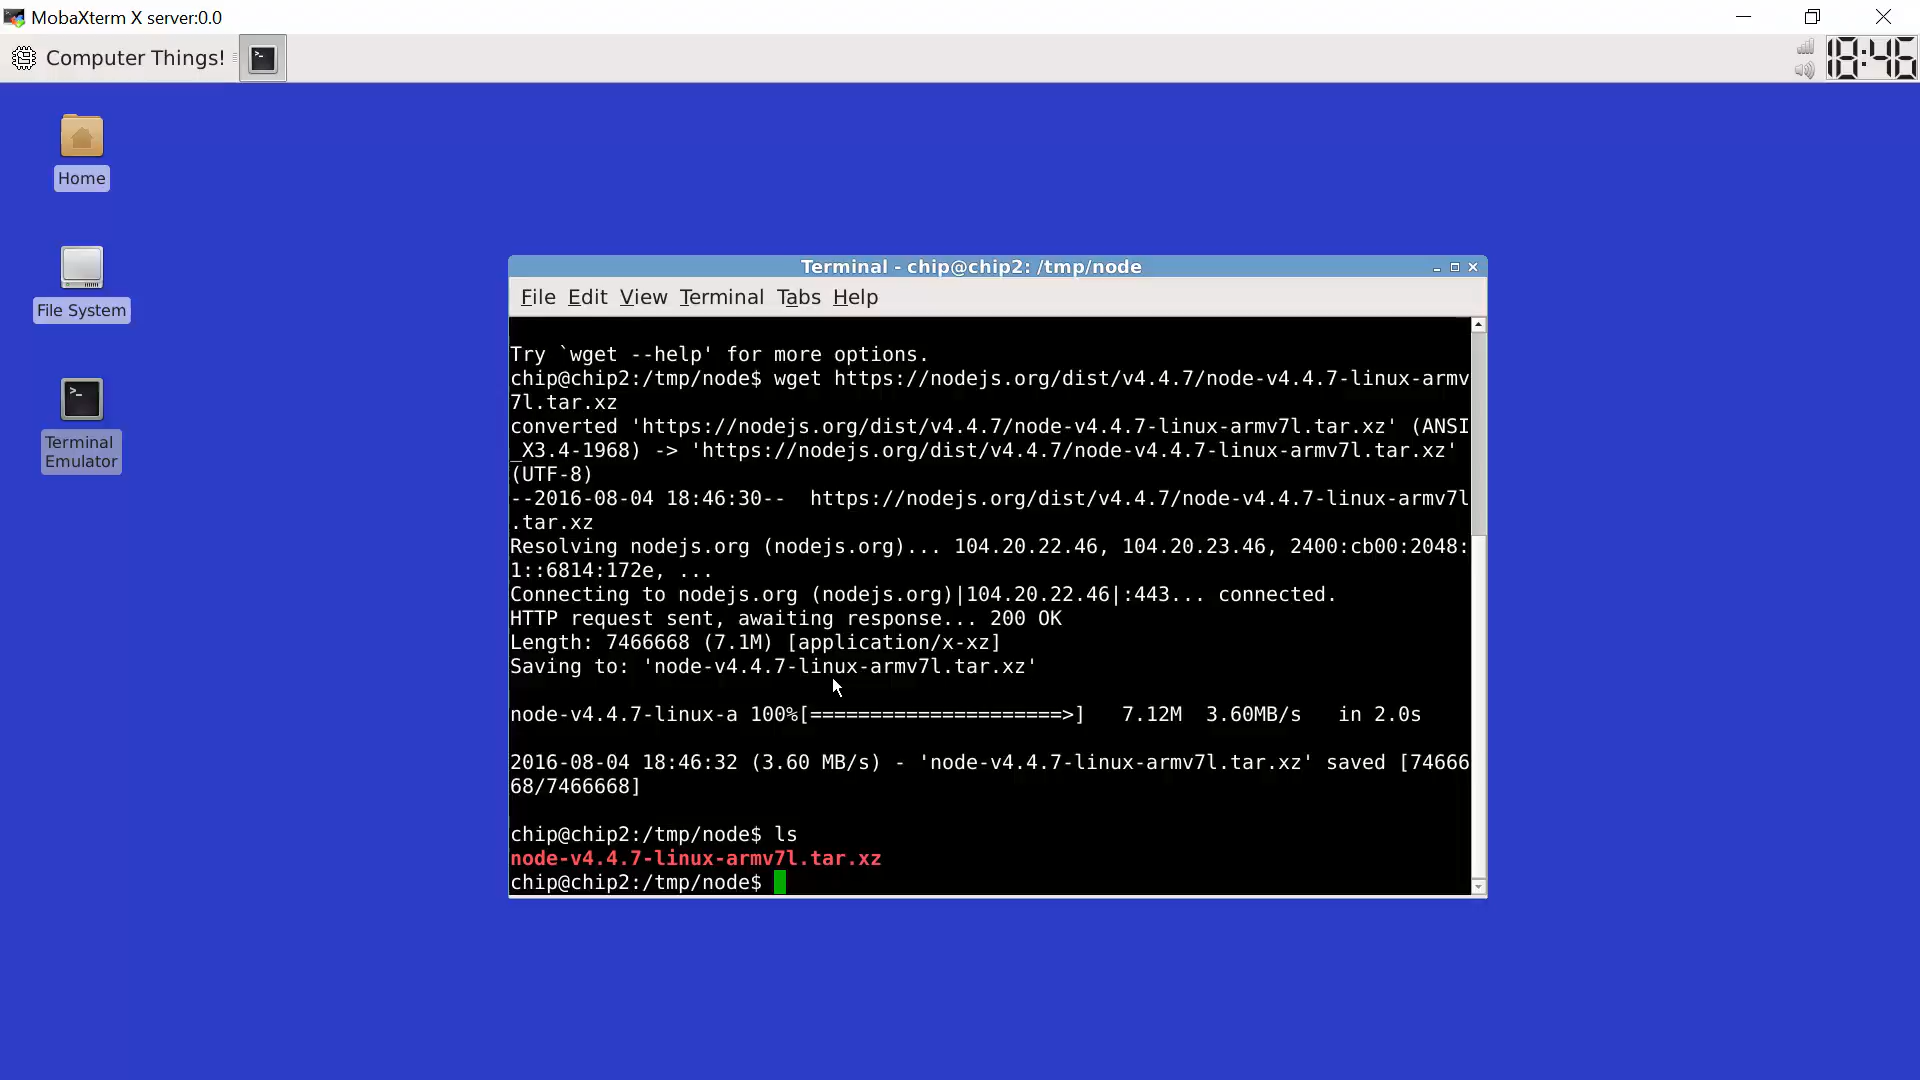 MobaXterm X server:0.0
Computer Things!
18:46
Home
File System
Terminal
Emulator
Terminal - chip@chip2: /tmp/node
File Edit View Terminal Tabs Help
Try `wget --help' for more options.
chip@chip2:/tmp/node$ wget https://nodejs.org/dist/v4.4.7/node-v4.4.7-linux-armv
7l.tar.xz
converted 'https://nodejs.org/dist/v4.4.7/node-v4.4.7-linux-armv7l.tar.xz' (ANSI
_X3.4-1968) -> 'https://nodejs.org/dist/v4.4.7/node-v4.4.7-linux-armv7l.tar.xz'
(UTF-8)
--2016-08-04 18:46:30--  https://nodejs.org/dist/v4.4.7/node-v4.4.7-linux-armv7l
.tar.xz
Resolving nodejs.org (nodejs.org)... 104.20.22.46, 104.20.23.46, 2400:cb00:2048:
1::6814:172e, ...
Connecting to nodejs.org (nodejs.org)|104.20.22.46|:443... connected.
HTTP request sent, awaiting response... 200 OK
Length: 7466668 (7.1M) [application/x-xz]
Saving to: 'node-v4.4.7-linux-armv7l.tar.xz'
node-v4.4.7-linux-a 100%[=====================>]   7.12M  3.60MB/s   in 2.0s
2016-08-04 18:46:32 (3.60 MB/s) - 'node-v4.4.7-linux-armv7l.tar.xz' saved [74666
68/7466668]
chip@chip2:/tmp/node$ ls
node-v4.4.7-linux-armv7l.tar.xz
chip@chip2:/tmp/node$